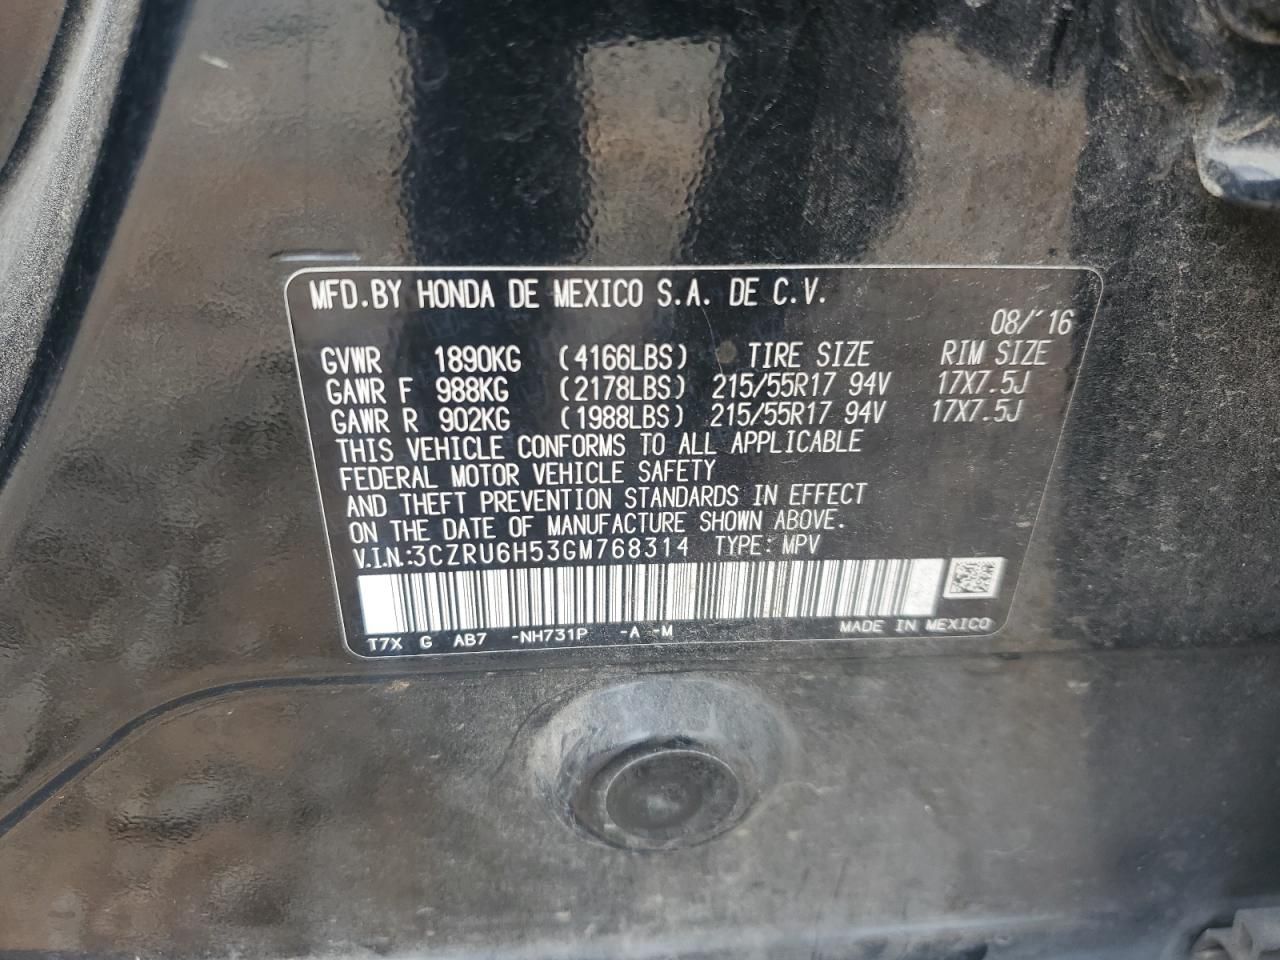 MFD.BY HONDA DE MEXICO S.A. DE C.V.
08/'16
GVWR 1890KG (4166LBS) TIRE SIZE RIM SIZE
GAWR F 988KG (2178LBS) 215/55R17 94V 17X7.5J
GAWR R 902KG (1988LBS) 215/55R17 94V 17X7.5J
THIS VEHICLE CONFORMS TO ALL APPLICABLE
FEDERAL MOTOR VEHICLE SAFETY
AND THEFT PREVENTION STANDARDS IN EFFECT
ON THE DATE OF MANUFACTURE SHOWN ABOVE.
V.I.N.:3CZRU6H53GM768314 TYPE: MPV
T7X G AB7 -NH731P -A -M MADE IN MEXICO